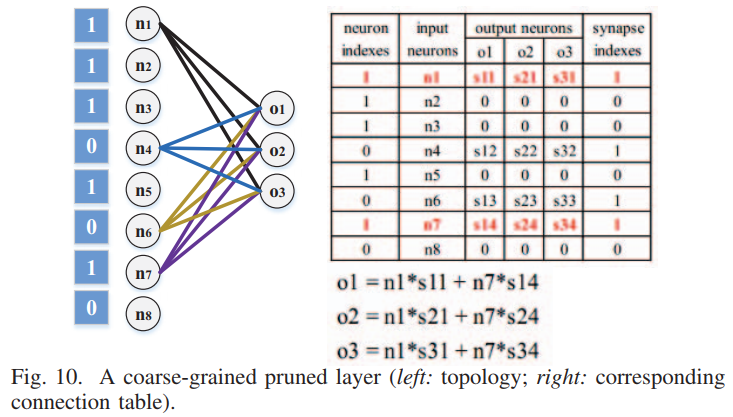 1 n1
1 n2
1 n3 o1
0 n4 o2
1 n5 o3
0 n6
1 n7
0 n8
neuron indexes input neurons output neurons synapse indexes
o1 o2 o3
1 n1 s11 s21 s31 1
1 n2 0 0 0 0
1 n3 0 0 0 0
0 n4 s12 s22 s32 1
1 n5 0 0 0 0
0 n6 s13 s23 s33 1
1 n7 s14 s24 s34 1
0 n8 0 0 0 0
o1 =n1*s11 + n7*s14
o2 =n1*s21 + n7*s24
o3 =n1*s31 + n7*s34
Fig. 10. A coarse-grained pruned layer (left: topology; right: corresponding
connection table).